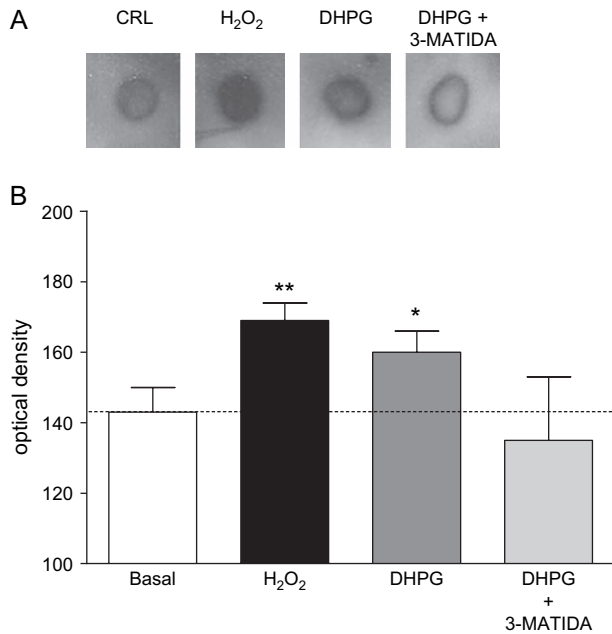 A
CRL H₂O₂ DHPG DHPG +
3-MATIDA
B
200
180
160
140
120
100
optical density
** *
Basal H₂O₂ DHPG DHPG
+
3-MATIDA